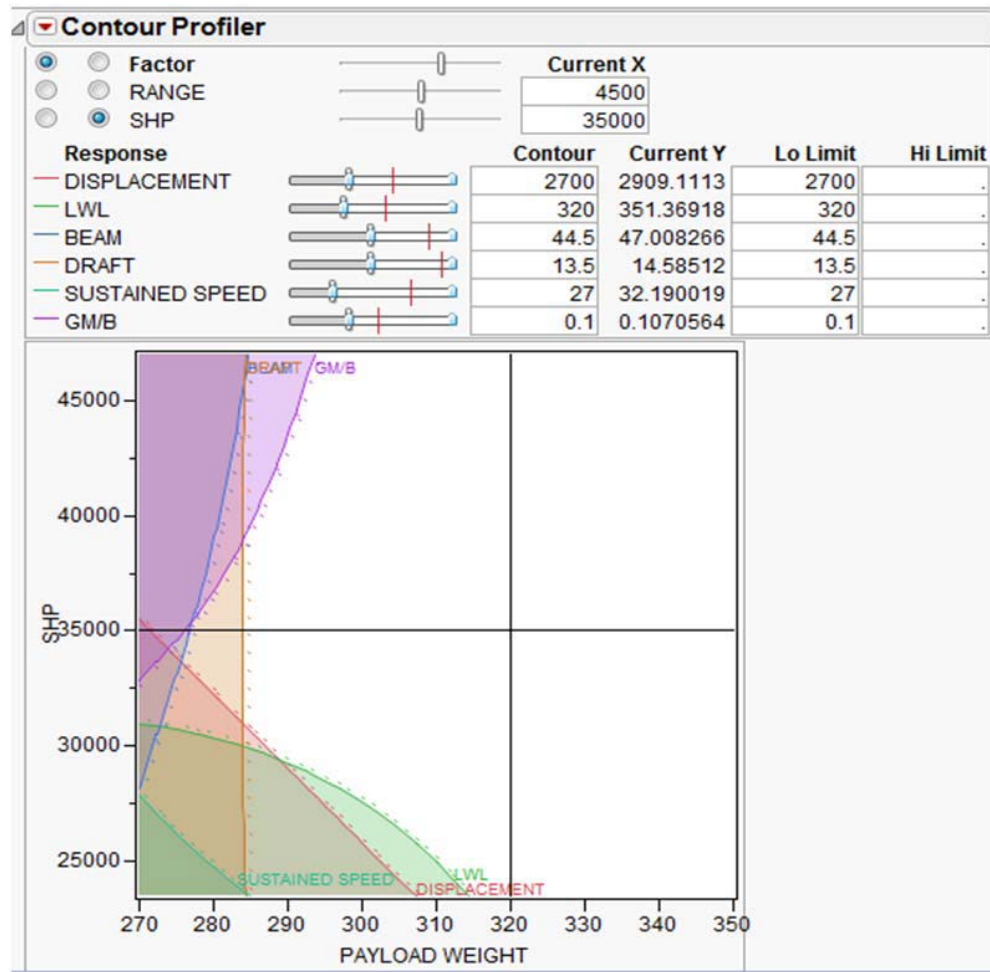 Contour Profiler
Factor Current X
RANGE 4500
SHP 35000
Response Contour Current Y Lo Limit Hi Limit
DISPLACEMENT 2700 2909.1113 2700 .
LWL 320 351.36918 320 .
BEAM 44.5 47.008266 44.5 .
DRAFT 13.5 14.58512 13.5 .
SUSTAINED SPEED 27 32.190019 27 .
GM/B 0.1 0.1070564 0.1 .
GM/B
45000
40000
SHP
35000
30000
25000
LWL
SUSTAINED SPEED
DISPLACEMENT
270 280 290 300 310 320 330 340 350
PAYLOAD WEIGHT